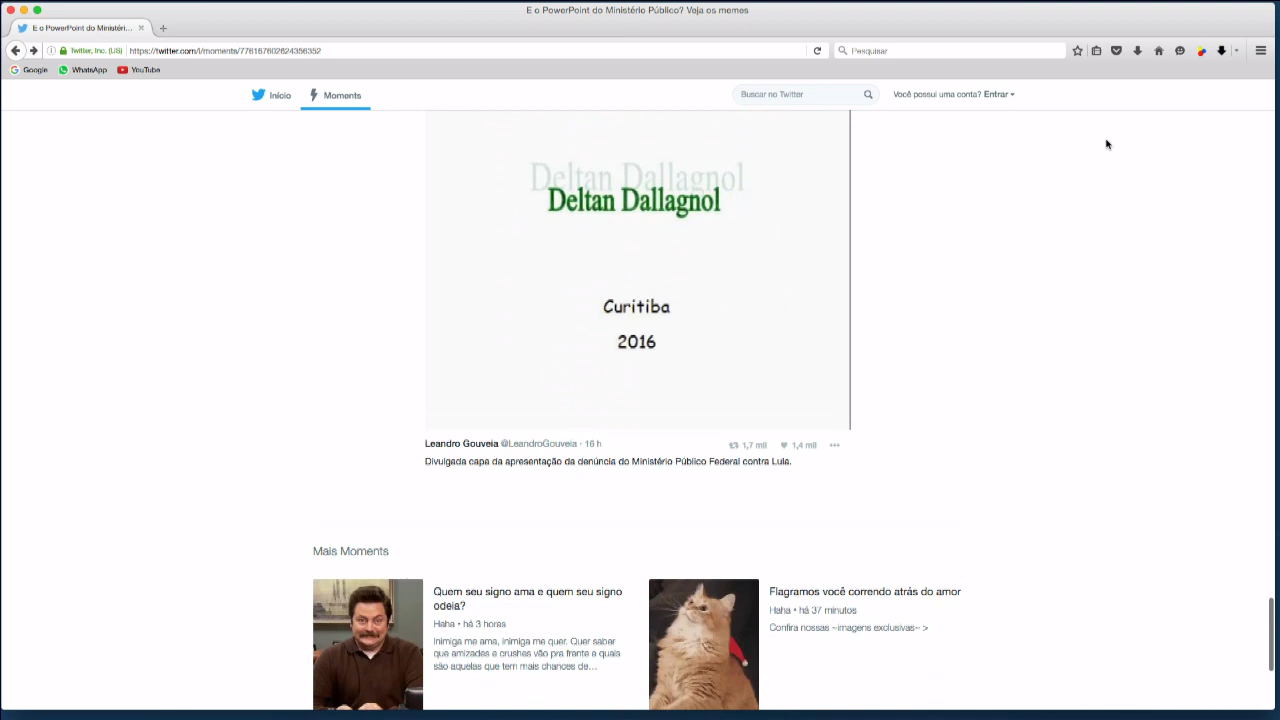 E o PowerPoint do Ministério Público? Veja os memes
E o PowerPoint do Ministéri...
Twitter, Inc. (US)
https://twitter.com/i/moments/776167602624356352
Pesquisar
Google
WhatsApp
YouTube
Início
Moments
Buscar no Twitter
Você possui uma conta? Entrar
Deltan Dallagnol
Deltan Dallagnol
Curitiba
2016
Leandro Gouveia @LeandroGouveia · 16 h
1,7 mil
1,4 mil
Divulgada capa da apresentação da denúncia do Ministério Público Federal contra Lula.
Mais Moments
Quem seu signo ama e quem seu signo
odeia?
Haha • há 3 horas
Inimiga me ama, inimiga me quer. Quer saber
que amizades e crushes vão pra frente e quais
são aquelas que tem mais chances de...
Flagramos você correndo atrás do amor
Haha • há 37 minutos
Confira nossas ~imagens exclusivas~ >